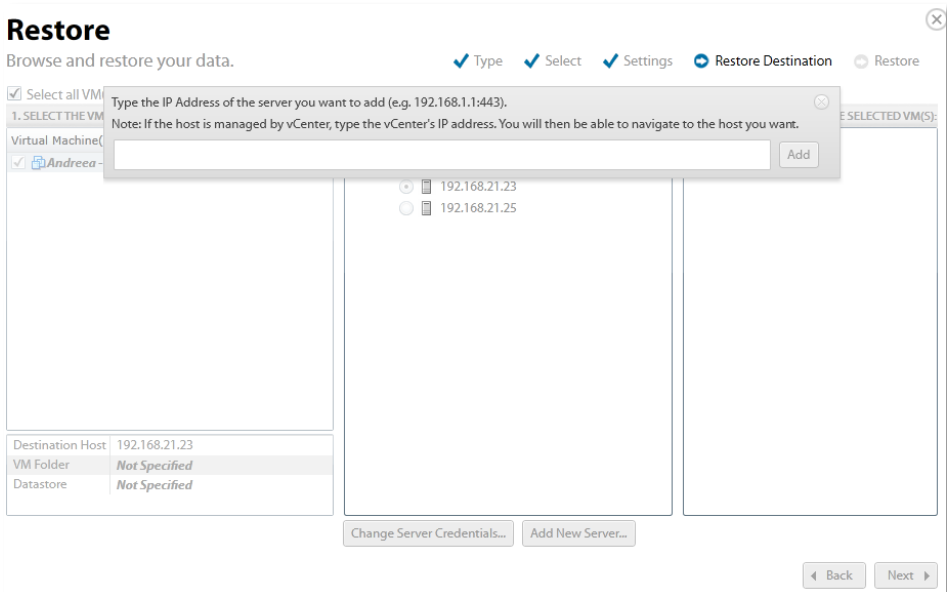 Restore
Browse and restore your data.
Type Select Settings Restore Destination Restore
Select all VM(
Type the IP Address of the server you want to add (e.g. 192.168.1.1:443).
Note: If the host is managed by vCenter, type the vCenter's IP address. You will then be able to navigate to the host you want.
Add
1. SELECT THE VM
E SELECTED VM(S):
Virtual Machine(
Andreea -
192.168.21.23
192.168.21.25
Destination Host 192.168.21.23
VM Folder Not Specified
Datastore Not Specified
Change Server Credentials... Add New Server...
Back Next